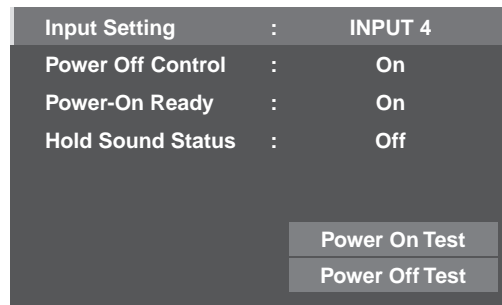 Input Setting : INPUT 4
Power Off Control : On
Power-On Ready : On
Hold Sound Status : Off
Power On Test
Power Off Test